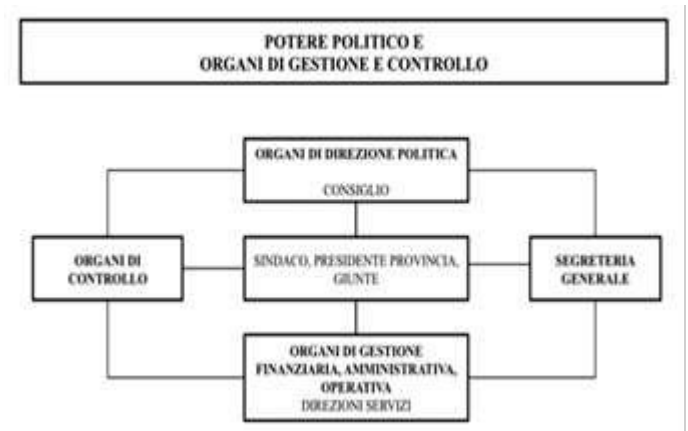 POTERE POLITICO E
ORGANI DI GESTIONE E CONTROLLO
ORGANI DI DIREZIONE POLITICA
CONSIGLIO
ORGANI DI
CONTROLLO
SINDACO, PRESIDENTE PROVINCIA,
GIUNTE
SEGRETERIA
GENERALE
ORGANI DI GESTIONE
FINANZIARIA, AMMINISTRATIVA,
OPERATIVA
DIREZIONI SERVIZI